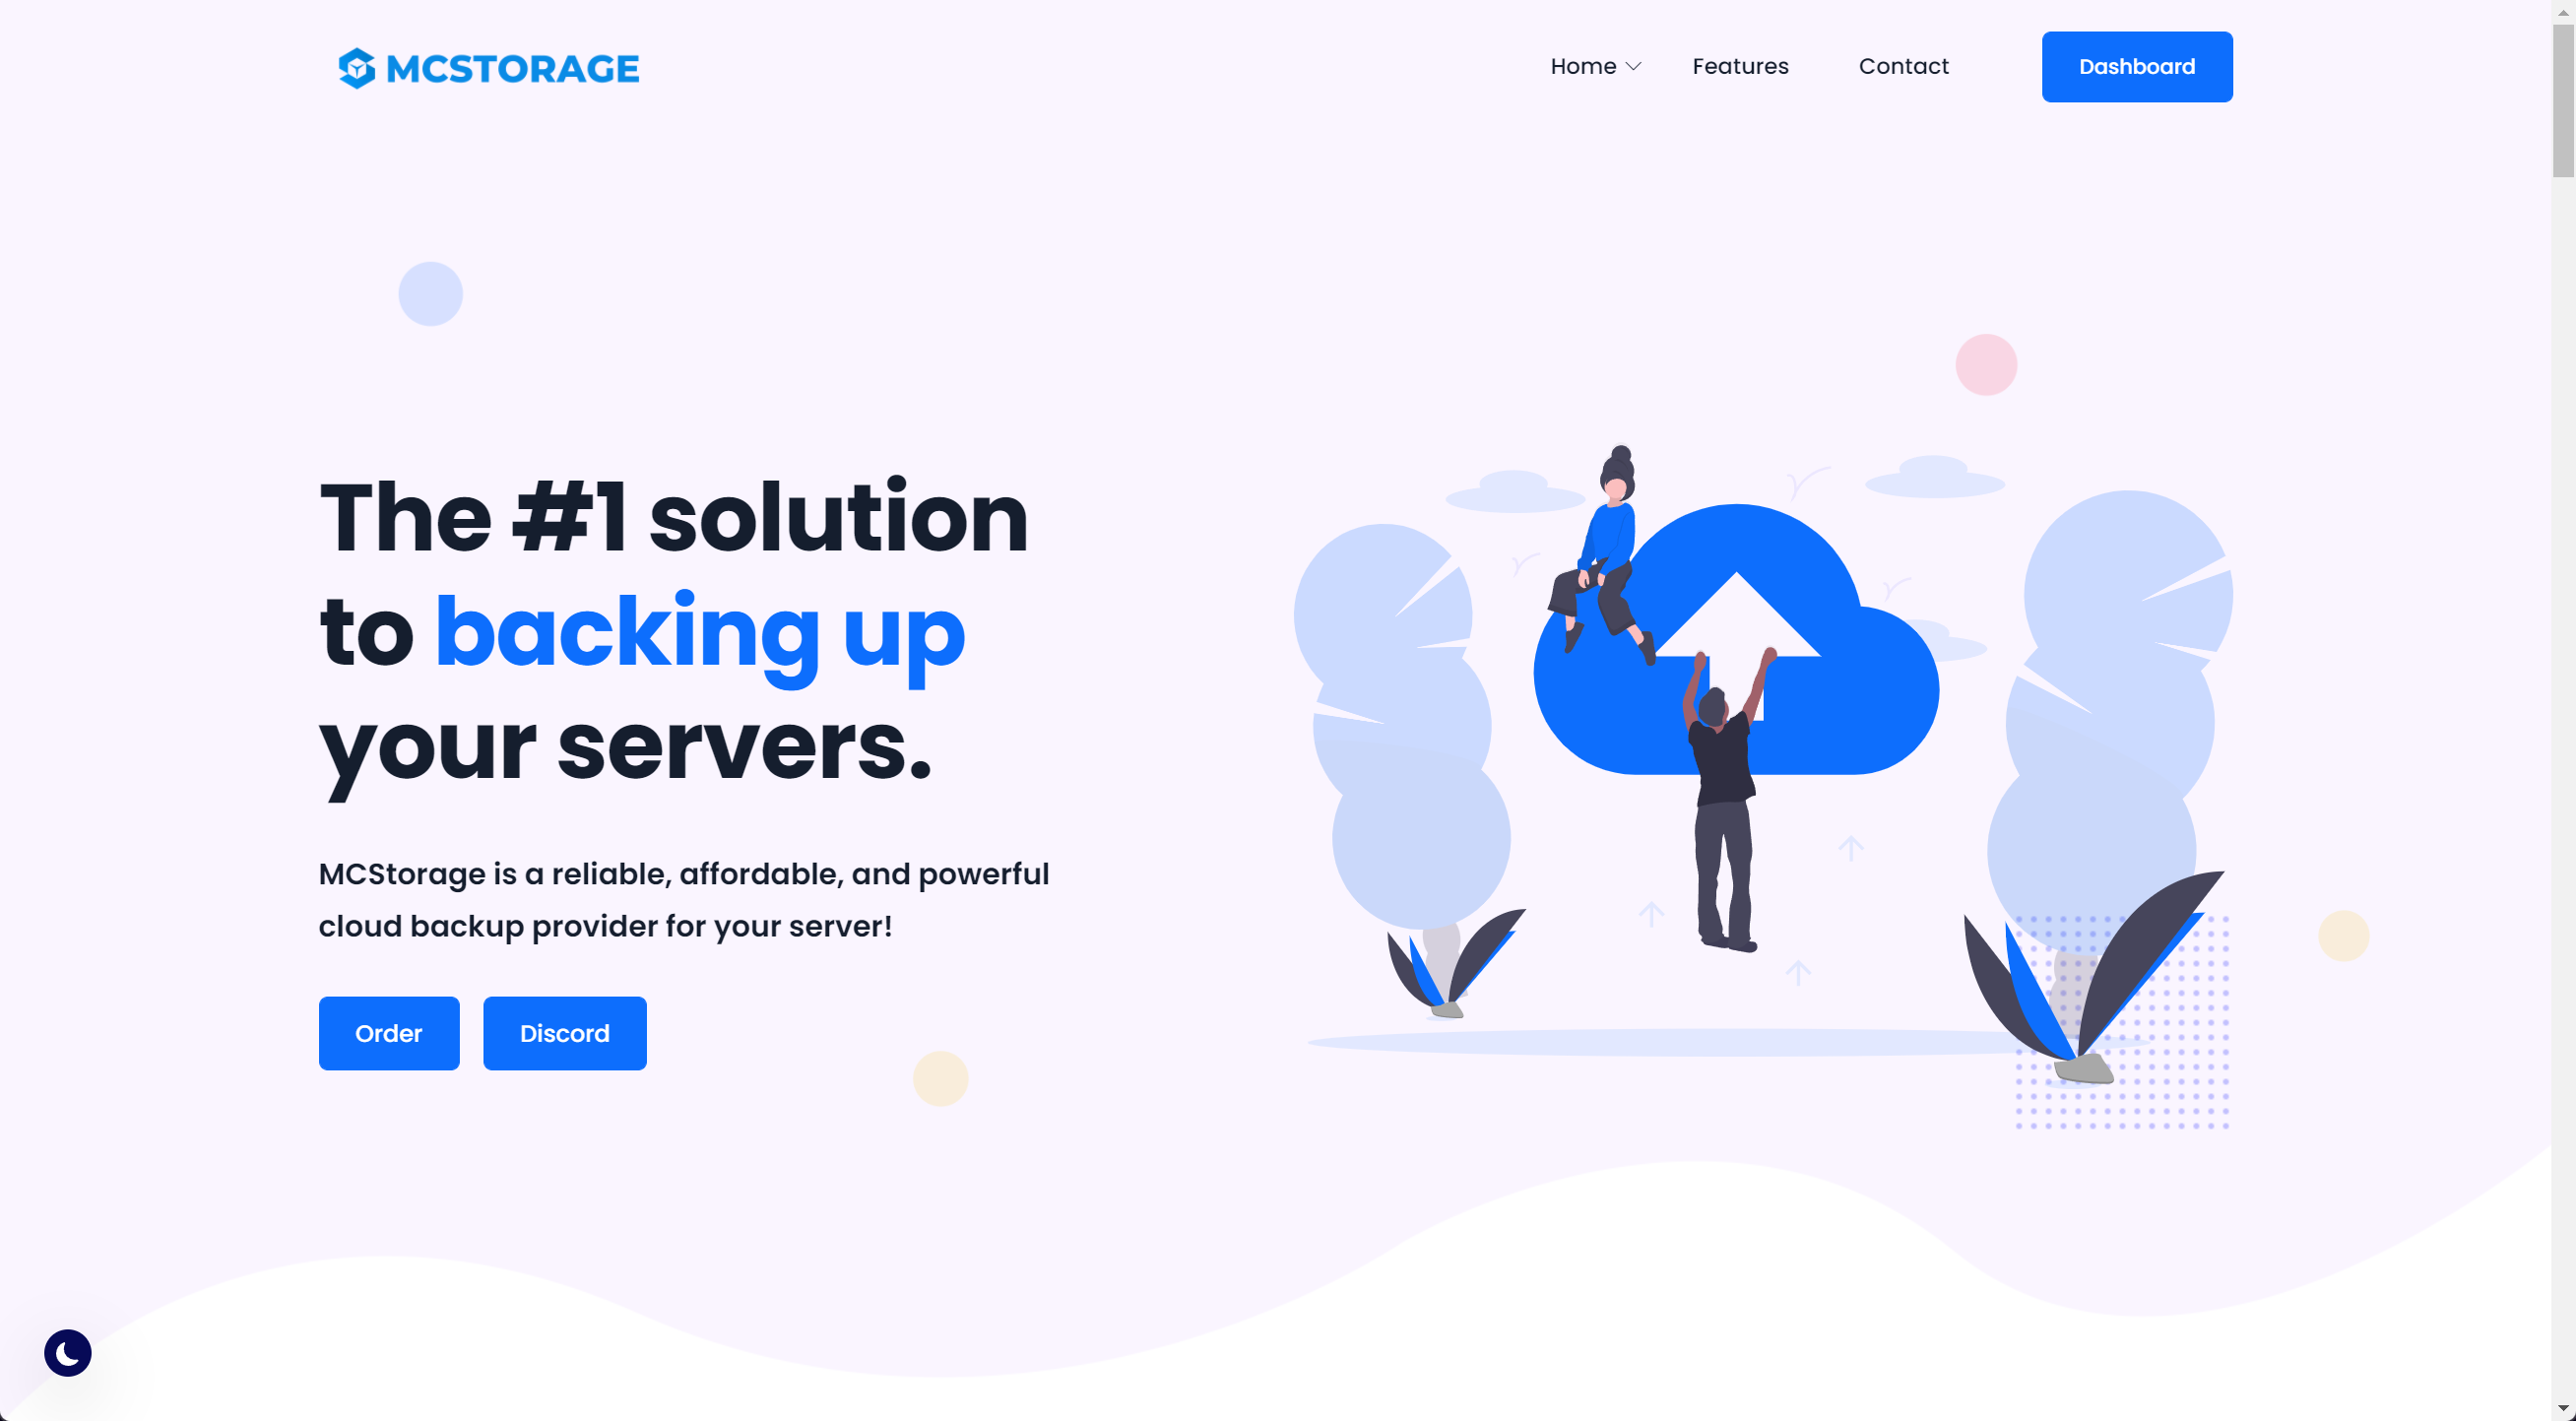 MCSTORAGE
Home
Features
Contact
Dashboard
The #1 solution
to backing up
your servers.
MCStorage is a reliable, affordable, and powerful
cloud backup provider for your server!
Order
Discord